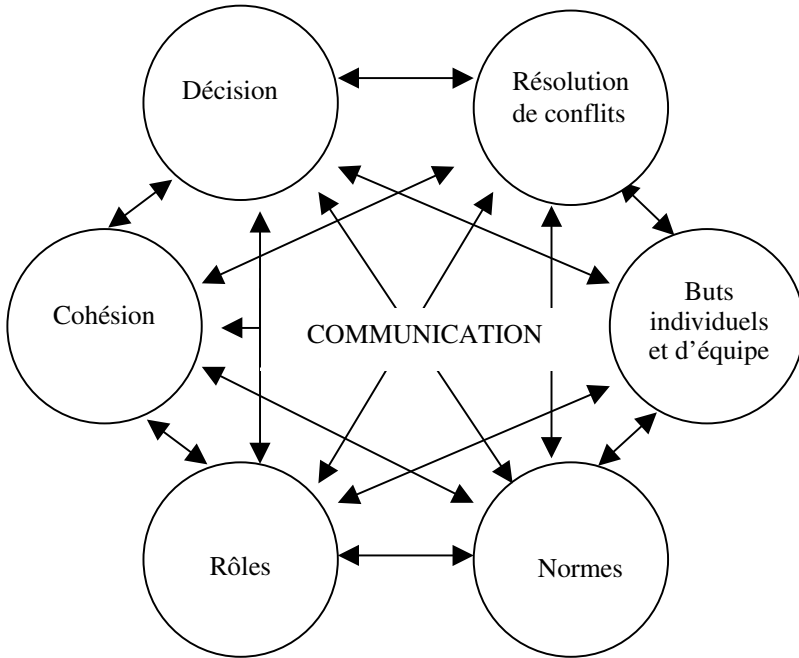 Décision
Résolution
de conflits
Cohésion
COMMUNICATION
Buts
individuels
et d’équipe
Rôles
Normes